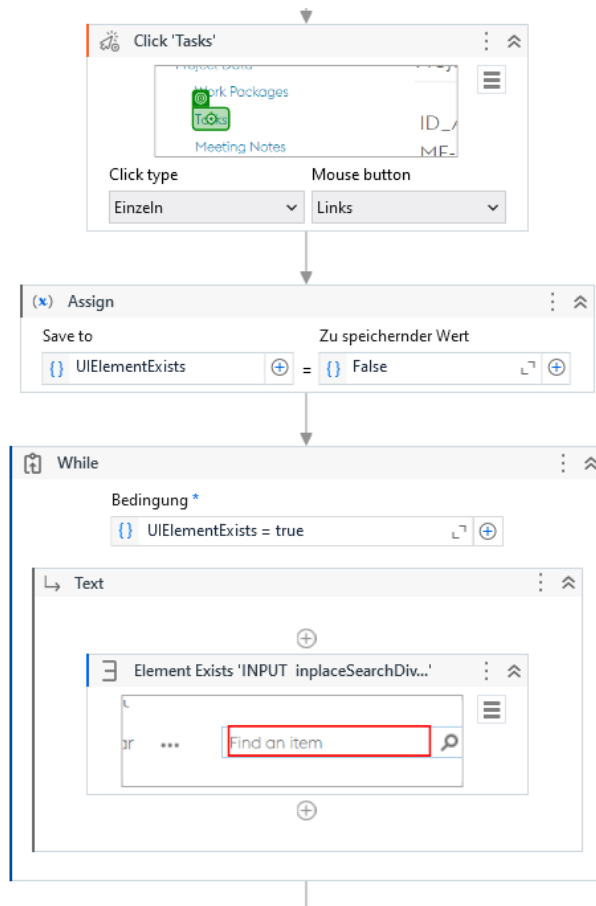 Click 'Tasks'
Work Packages
Tasks
Meeting Notes
ID_
Click type
Mouse button
Einzeln
Links
(x) Assign
Save to
Zu speichernder Wert
{} UIElementExists
=
{} False
While
Bedingung *
{} UIElementExists = true
Text
Element Exists 'INPUT inplaceSearchDiv...'
ar ...
Find an item